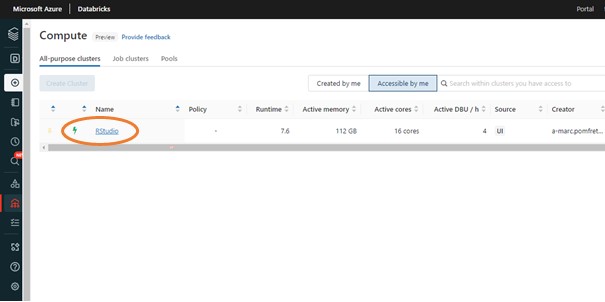 Microsoft Azure Databricks Portal
Compute Preview Provide feedback
All-purpose clusters Job clusters Pools
Create Cluster Created by me Accessible by me Search within clusters you have access to
Name Policy Runtime Active memory Active cores Active DBU / h Source Creator
RStudio - 7.6 112 GB 16 cores 4 UI a-marc.pomfret